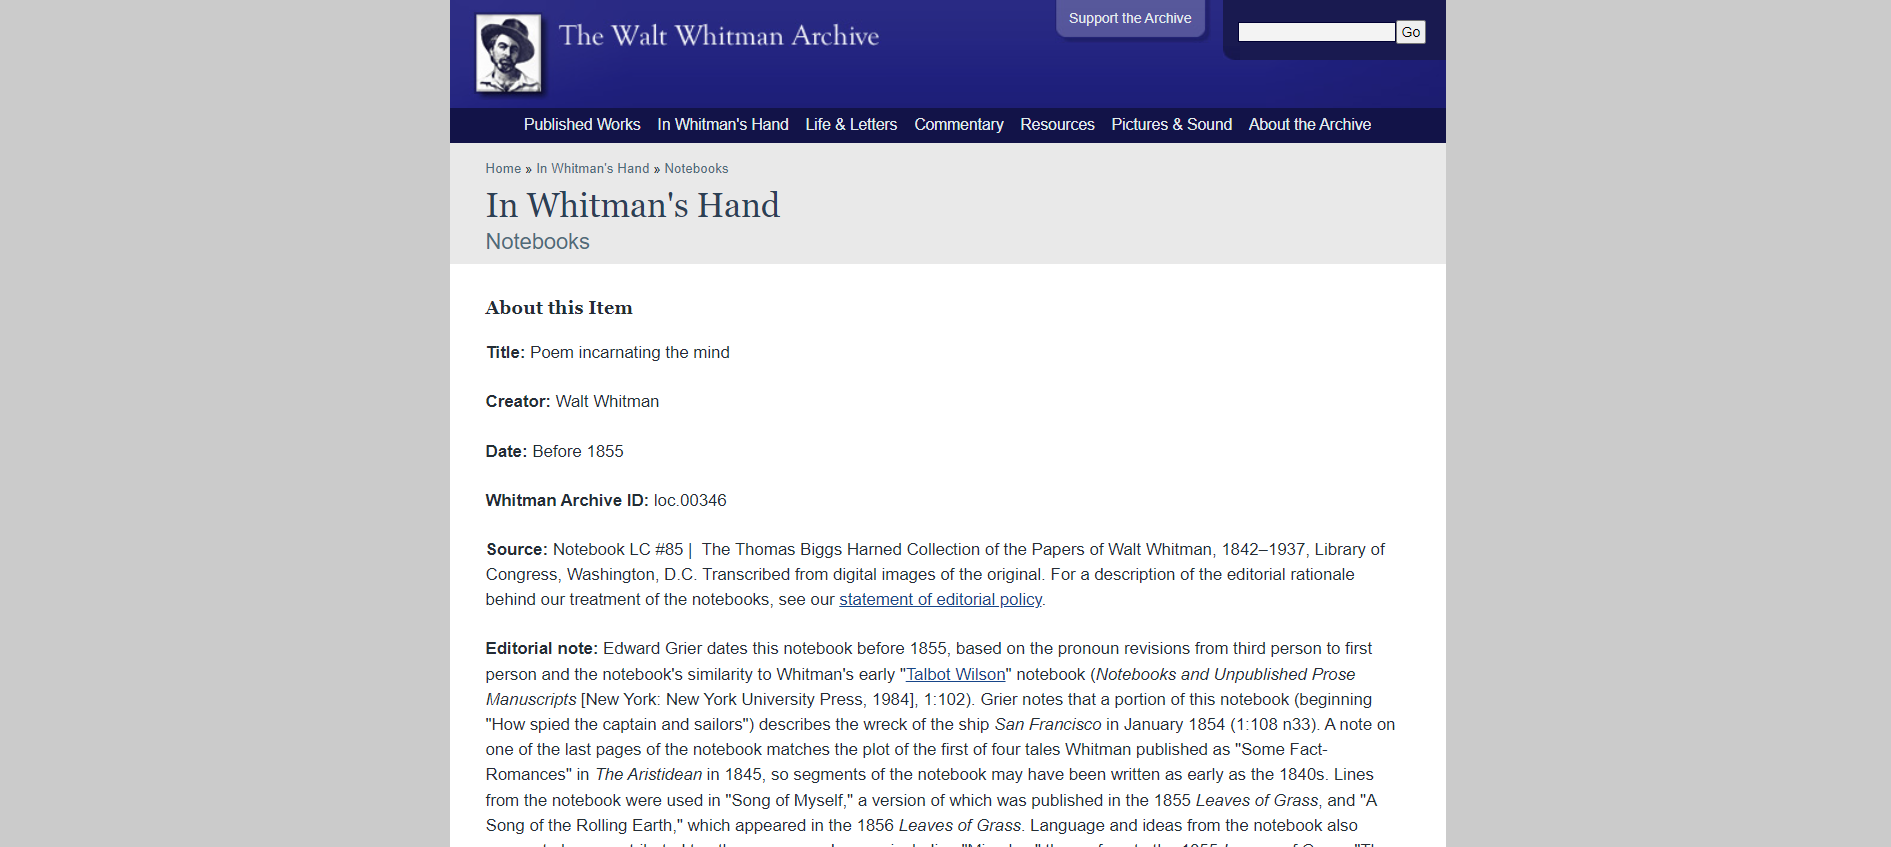 The Walt Whitman Archive
Support the Archive
Go
Published Works In Whitman's Hand Life & Letters Commentary Resources Pictures & Sound About the Archive
Home » In Whitman's Hand » Notebooks
In Whitman's Hand
Notebooks
About this Item
Title: Poem incarnating the mind
Creator: Walt Whitman
Date: Before 1855
Whitman Archive ID: loc.00346
Source: Notebook LC #85 | The Thomas Biggs Harned Collection of the Papers of Walt Whitman, 1842–1937, Library of
Congress, Washington, D.C. Transcribed from digital images of the original. For a description of the editorial rationale
behind our treatment of the notebooks, see our statement of editorial policy.
Editorial note: Edward Grier dates this notebook before 1855, based on the pronoun revisions from third person to first
person and the notebook's similarity to Whitman's early "Talbot Wilson" notebook (Notebooks and Unpublished Prose
Manuscripts [New York: New York University Press, 1984], 1:102). Grier notes that a portion of this notebook (beginning
"How spied the captain and sailors") describes the wreck of the ship San Francisco in January 1854 (1:108 n33). A note on
one of the last pages of the notebook matches the plot of the first of four tales Whitman published as "Some Fact-
Romances" in The Aristidean in 1845, so segments of the notebook may have been written as early as the 1840s. Lines
from the notebook were used in "Song of Myself," a version of which was published in the 1855 Leaves of Grass, and "A
Song of the Rolling Earth," which appeared in the 1856 Leaves of Grass. Language and ideas from the notebook also